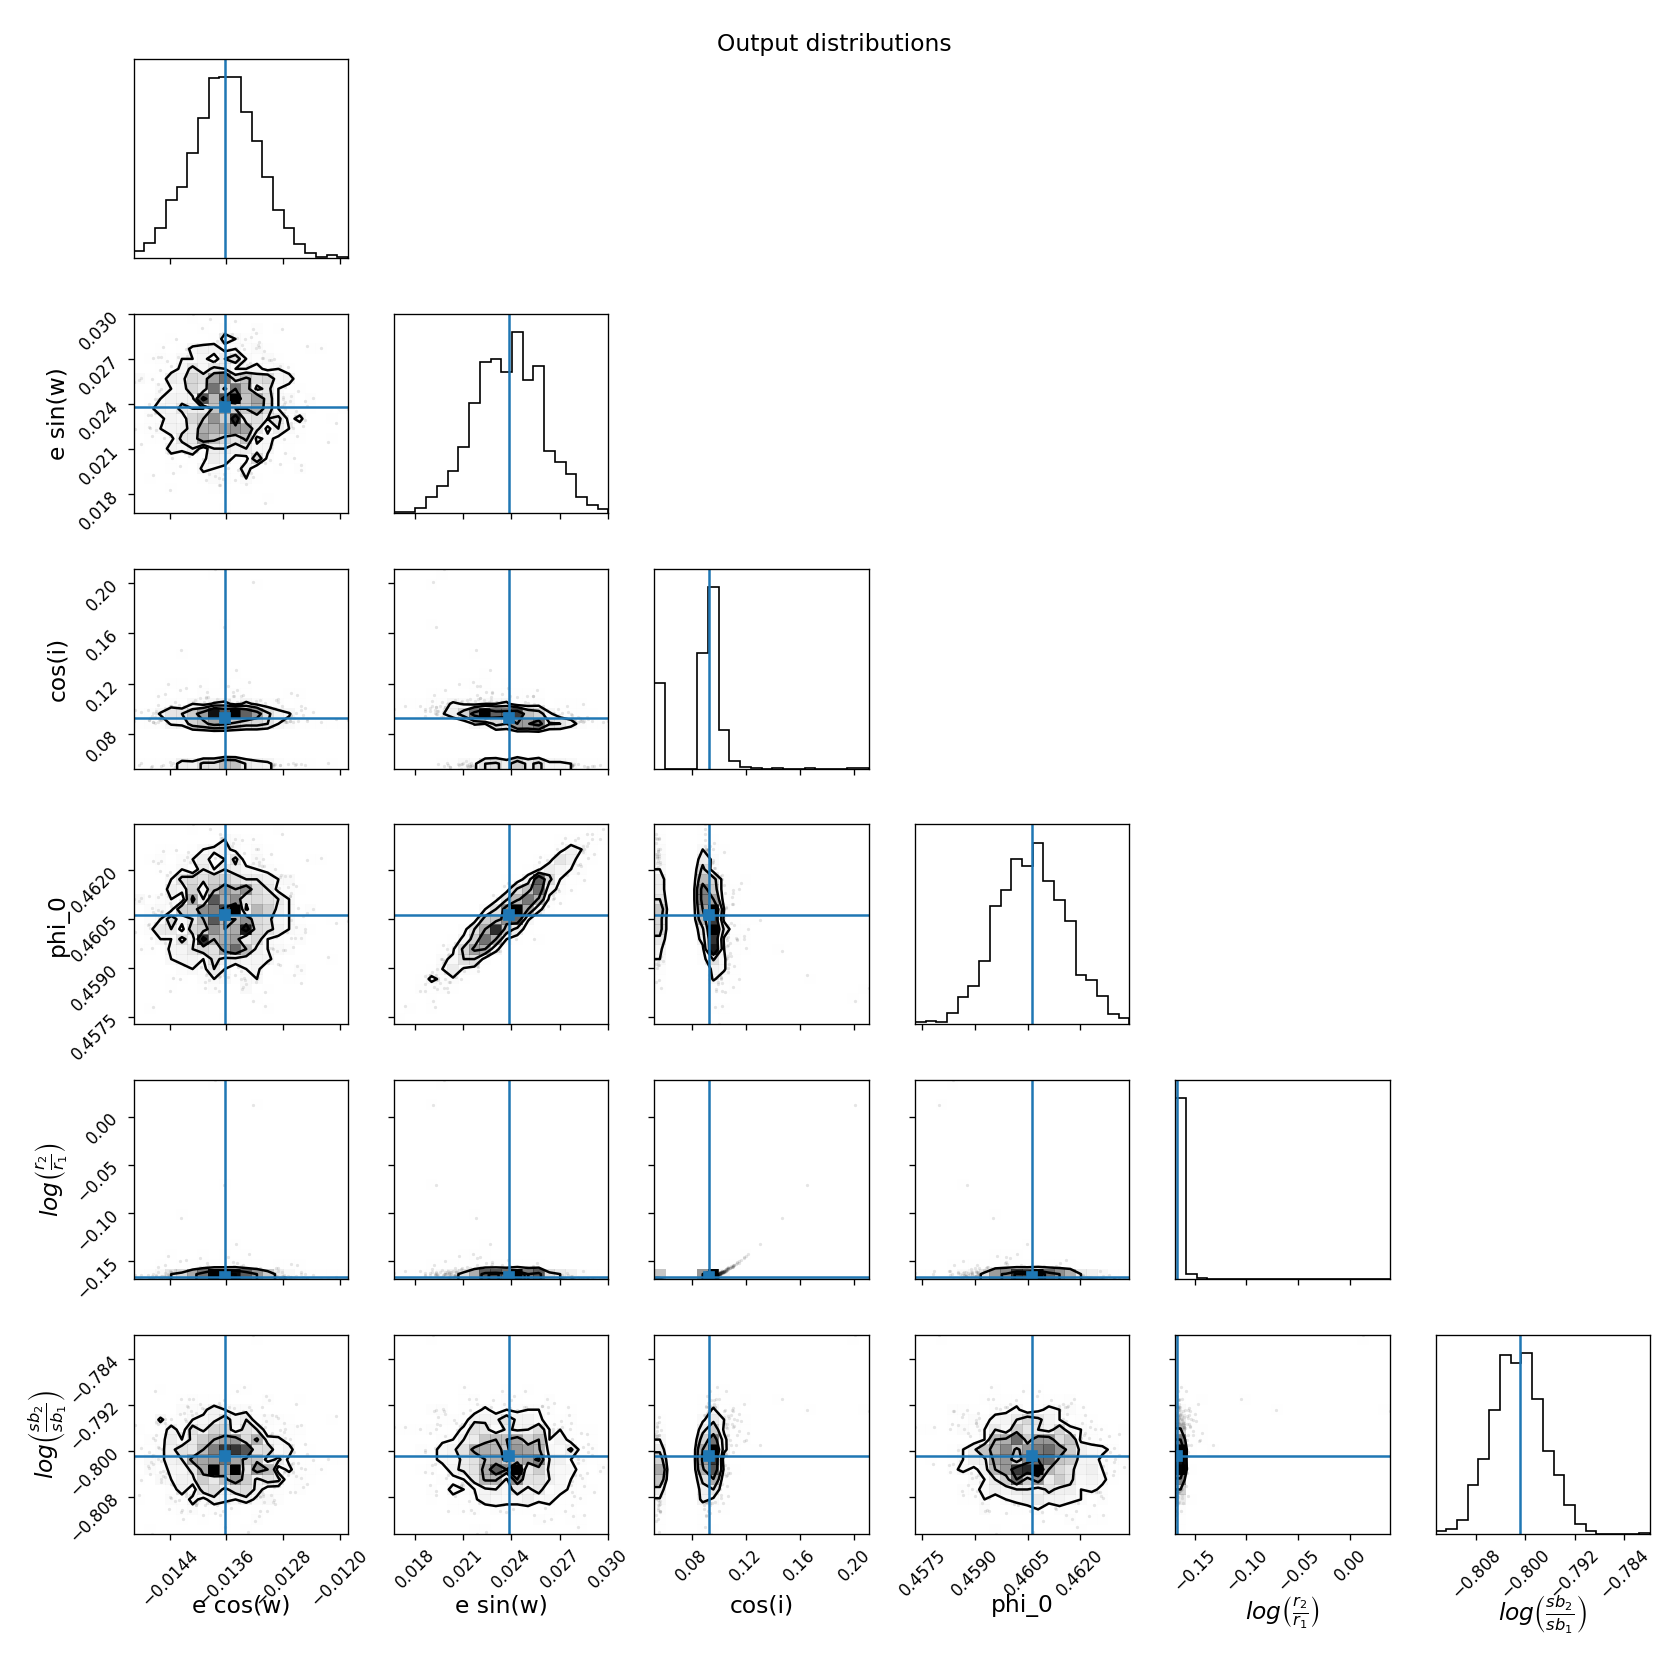 Output distributions
0.030
0.027
0.024
0.021
0.018
e sin(w)
0.20
0.16
0.12
0.08
cos(i)
0.4620
0.4605
0.4590
0.4575
phi_0
0.00
−0.05
−0.10
−0.15
log(r2/r1)
−0.784
−0.792
−0.800
−0.808
log(sb2/sb1)
−0.0144 −0.0136 −0.0128 −0.0120
e cos(w)
0.018 0.021 0.024 0.027 0.030
e sin(w)
0.08 0.12 0.16 0.20
cos(i)
0.4575 0.4590 0.4605 0.4620
phi_0
−0.15 −0.10 −0.05 0.00
log(r2/r1)
−0.808 −0.800 −0.792 −0.784
log(sb2/sb1)